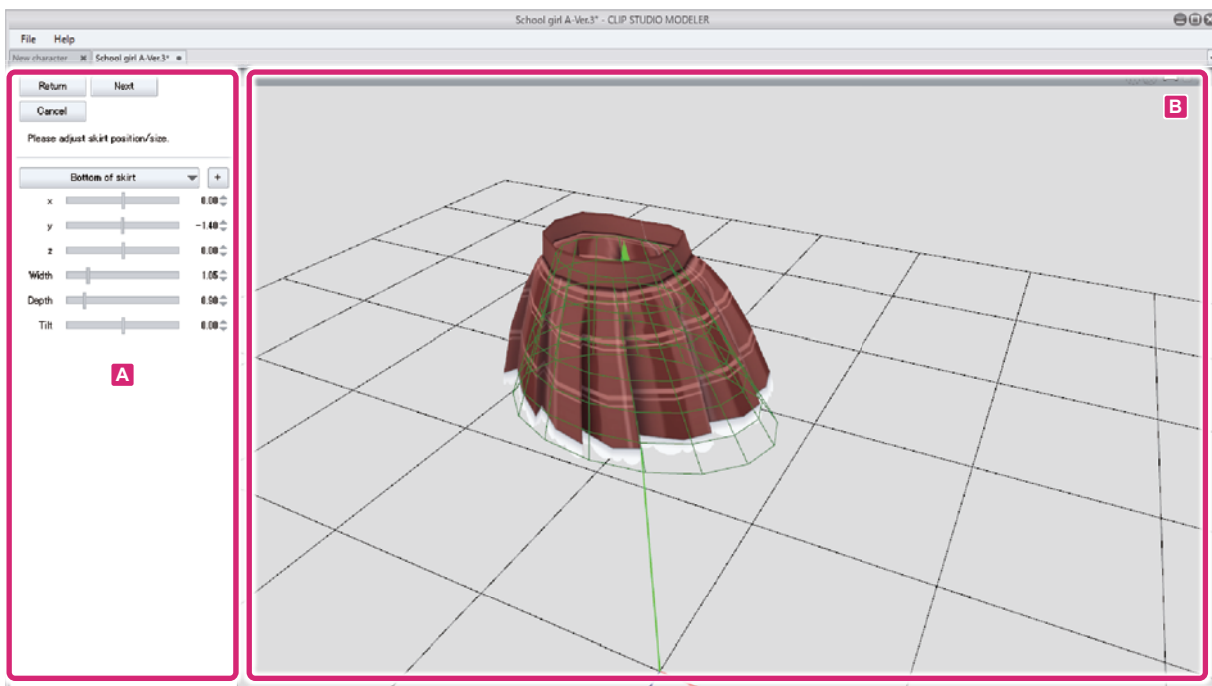 School girl A-Ver.3* - CLIP STUDIO MODELER
File Help
New character School girl A-Ver.3*
Return Next
Cancel
Please adjust skirt position/size.
Bottom of skirt +
x 0.00
y -1.40
z 0.00
Width 1.05
Depth 0.90
Tilt 0.00
A
B